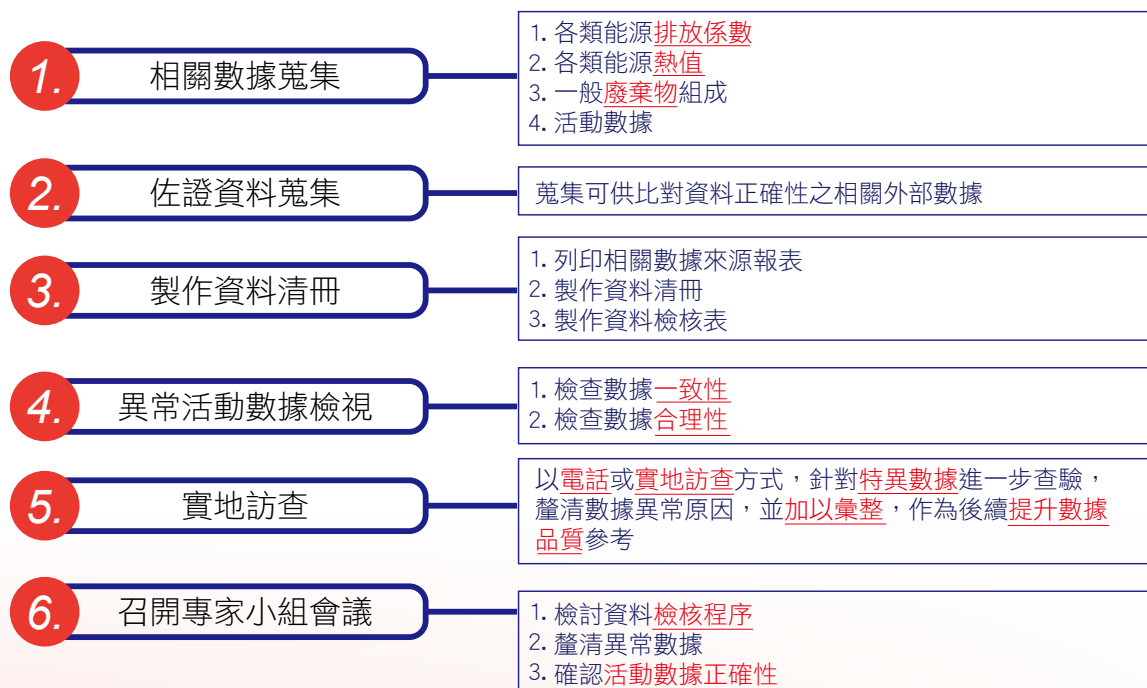 1.
相關數據蒐集
1. 各類能源排放係數
2. 各類能源熱值
3. 一般廢棄物組成
4. 活動數據
2.
佐證資料蒐集
蒐集可供比對資料正確性之相關外部數據
3.
製作資料清冊
1. 列印相關數據來源報表
2. 製作資料清冊
3. 製作資料檢核表
4.
異常活動數據檢視
1. 檢查數據一致性
2. 檢查數據合理性
5.
實地訪查
以電話或實地訪查方式，針對特異數據進一步查驗，
釐清數據異常原因，並加以彙整，作為後續提升數據
品質參考
6.
召開專家小組會議
1. 檢討資料檢核程序
2. 釐清異常數據
3. 確認活動數據正確性